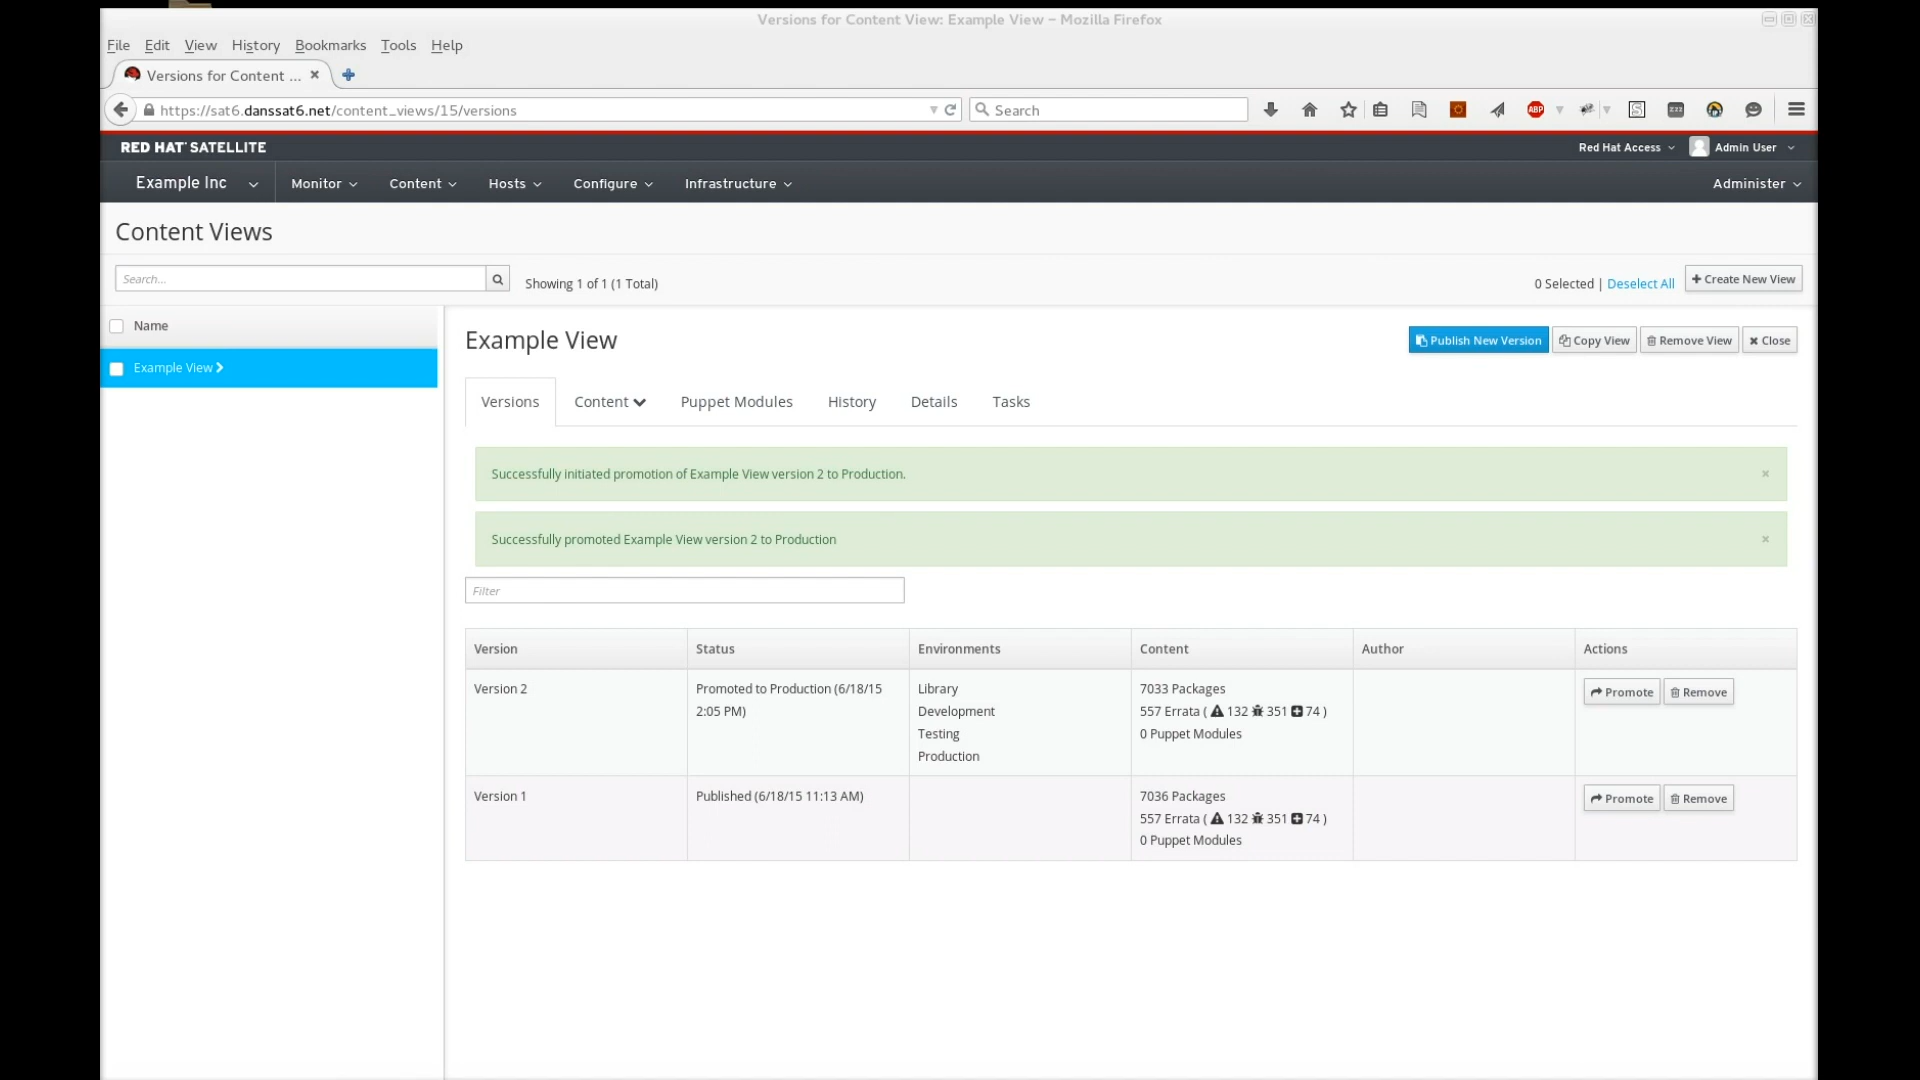 Versions for Content View: Example View – Mozilla Firefox
File Edit View History Bookmarks Tools Help
Versions for Content ...
https://sat6.danssat6.net/content_views/15/versions
Search
ABP
zzz
RED HAT SATELLITE
Red Hat Access
Admin User
Example Inc
Monitor
Content
Hosts
Configure
Infrastructure
Administer
Content Views
Search...
Showing 1 of 1 (1 Total)
0 Selected | Deselect All
Create New View
Name
Example View
Example View
Publish New Version
Copy View
Remove View
Close
Versions
Content
Puppet Modules
History
Details
Tasks
Successfully initiated promotion of Example View version 2 to Production.
Successfully promoted Example View version 2 to Production
Filter
Version Status Environments Content Author Actions
Version 2
Promoted to Production (6/18/15
2:05 PM)
Library
Development
Testing
Production
7033 Packages
557 Errata ( 132 351 74 )
0 Puppet Modules
Promote
Remove
Version 1
Published (6/18/15 11:13 AM)
7036 Packages
557 Errata ( 132 351 74 )
0 Puppet Modules
Promote
Remove